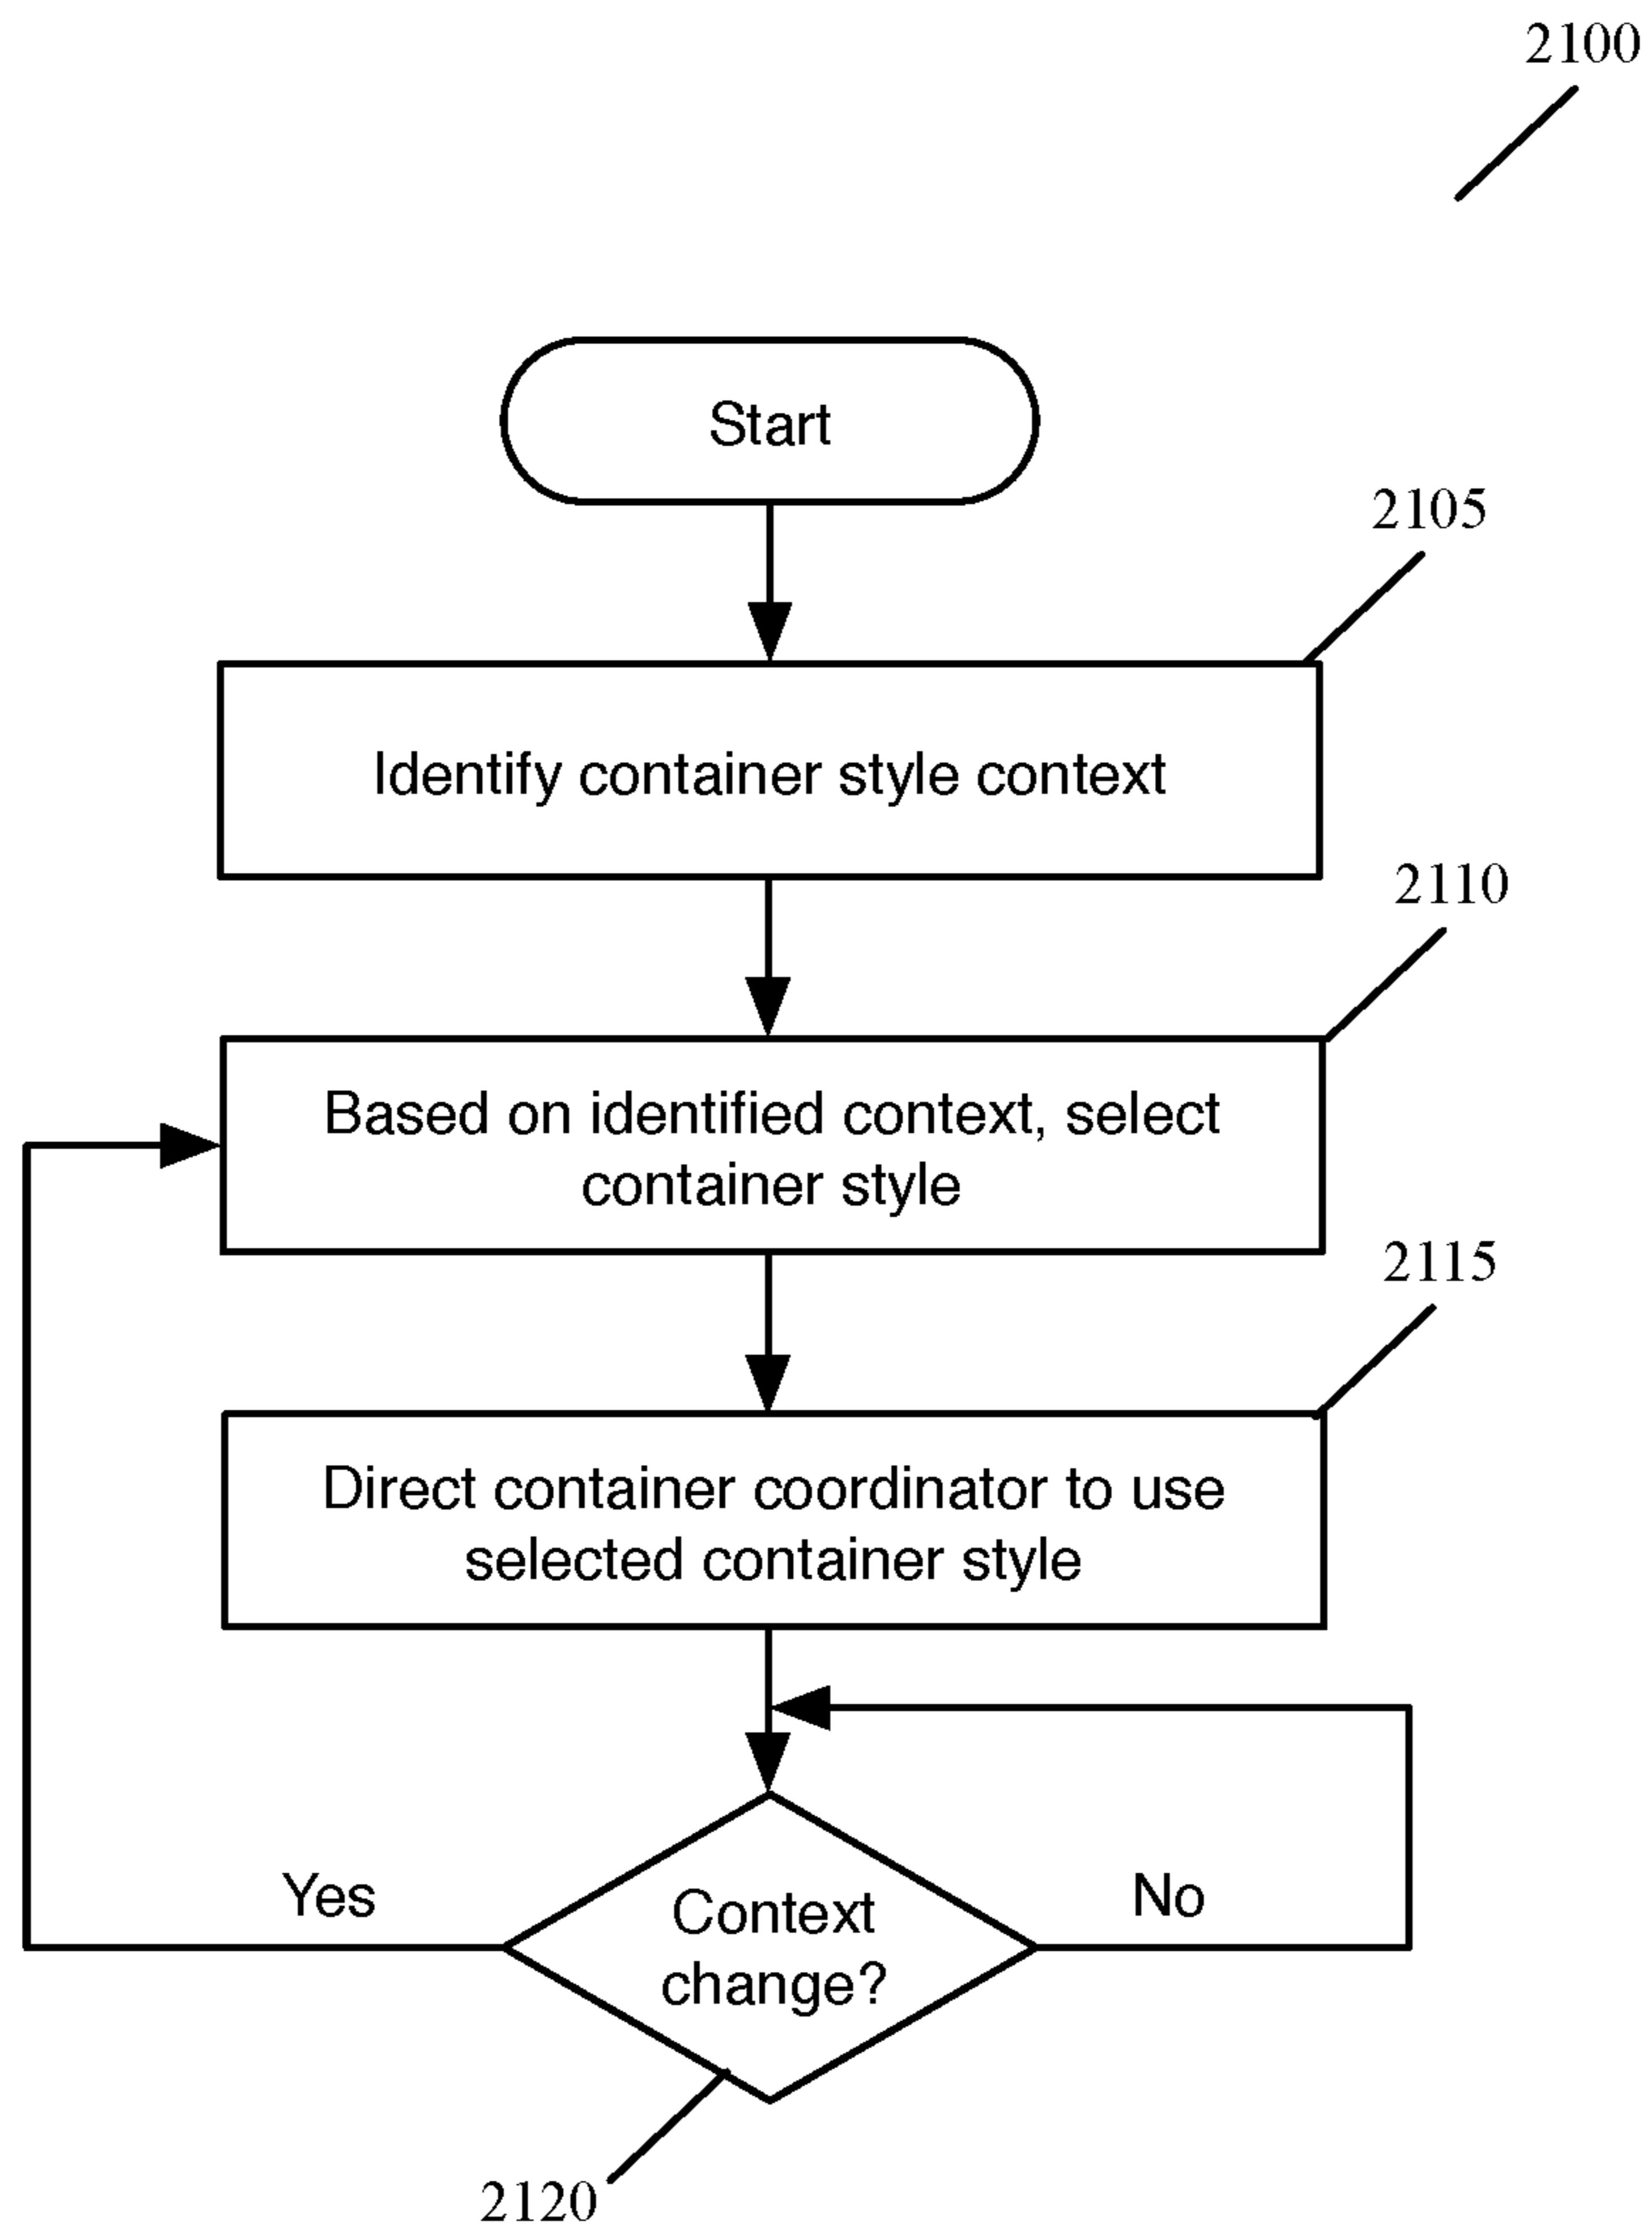 2100
Start
2105
Identify container style context
2110
Based on identified context, select
container style
2115
Direct container coordinator to use
selected container style
Yes
Context
change?
No
2120